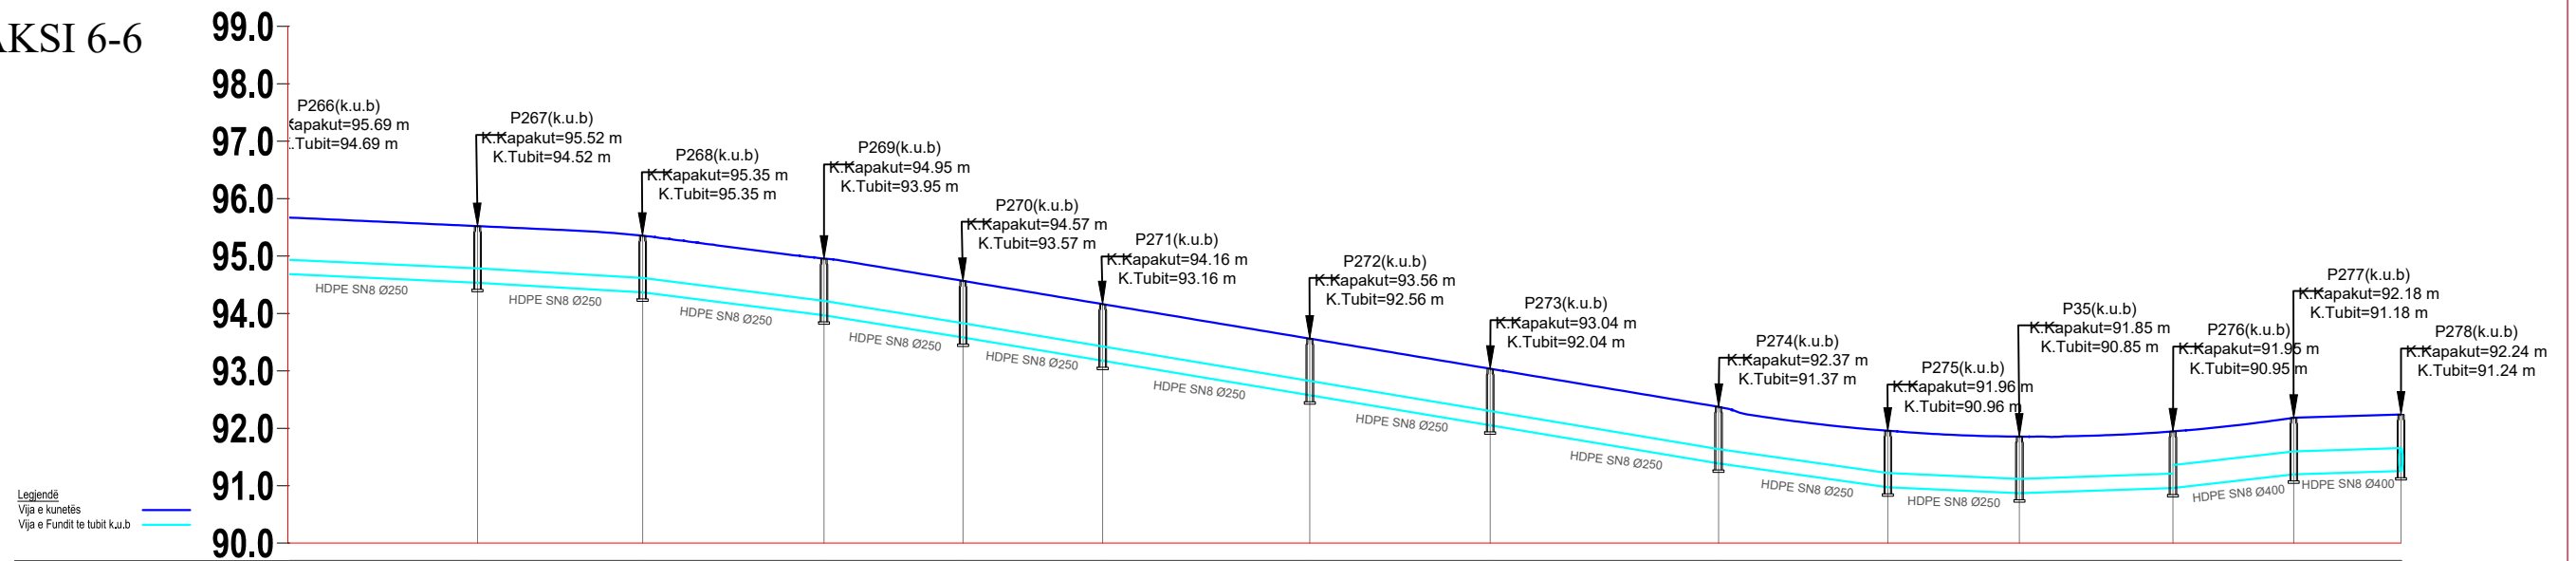 AKSI 6-6
99.0
98.0
97.0
96.0
95.0
94.0
93.0
92.0
91.0
90.0
P266(k.u.b)
Kapakut=95.69 m
.Tubit=94.69 m
P267(k.u.b)
K.Kapakut=95.52 m
K.Tubit=94.52 m
P268(k.u.b)
K.Kapakut=95.35 m
K.Tubit=95.35 m
P269(k.u.b)
K.Kapakut=94.95 m
K.Tubit=93.95 m
P270(k.u.b)
K.Kapakut=94.57 m
K.Tubit=93.57 m
P271(k.u.b)
K.Kapakut=94.16 m
K.Tubit=93.16 m
P272(k.u.b)
K.Kapakut=93.56 m
K.Tubit=92.56 m
P273(k.u.b)
K.Kapakut=93.04 m
K.Tubit=92.04 m
P274(k.u.b)
K.Kapakut=92.37 m
K.Tubit=91.37 m
P275(k.u.b)
K.Kapakut=91.96 m
K.Tubit=90.96 m
P35(k.u.b)
K.Kapakut=91.85 m
K.Tubit=90.85 m
P276(k.u.b)
K.Kapakut=91.95 m
K.Tubit=90.95 m
P277(k.u.b)
K.Kapakut=92.18 m
K.Tubit=91.18 m
P278(k.u.b)
K.Kapakut=92.24 m
K.Tubit=91.24 m
HDPE SN8 Ø250
HDPE SN8 Ø250
HDPE SN8 Ø250
HDPE SN8 Ø250
HDPE SN8 Ø250
HDPE SN8 Ø250
HDPE SN8 Ø250
HDPE SN8 Ø250
HDPE SN8 Ø250
HDPE SN8 Ø250
HDPE SN8 Ø400
HDPE SN8 Ø400
Legjendë
Vija e kunetës
Vija e Fundit te tubit k.u.b